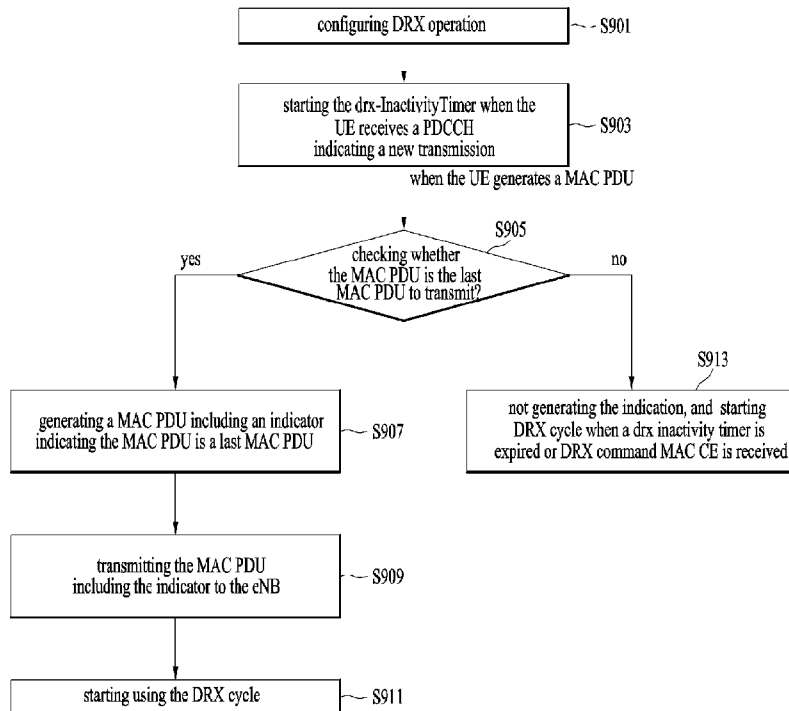 configuring DRX operation
S901
starting the drx-InactivityTimer when the
UE receives a PDCCH
indicating a new transmission
S903
when the UE generates a MAC PDU
S905
checking whether
the MAC PDU is the last
MAC PDU to transmit?
yes
no
generating a MAC PDU including an indicator
indicating the MAC PDU is a last MAC PDU
S907
S913
not generating the indication, and starting
DRX cycle when a drx inactivity timer is
expired or DRX command MAC CE is received
transmitting the MAC PDU
including the indicator to the eNB
S909
starting using the DRX cycle
S911